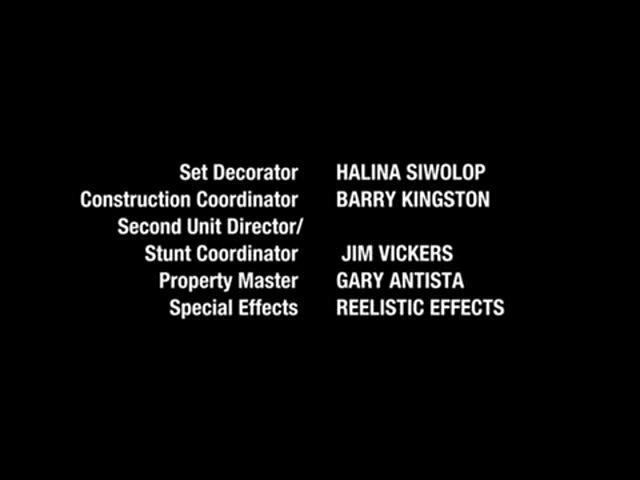 Set Decorator HALINA SIWOLOP
Construction Coordinator BARRY KINGSTON
Second Unit Director/
Stunt Coordinator JIM VICKERS
Property Master GARY ANTISTA
Special Effects REELISTIC EFFECTS